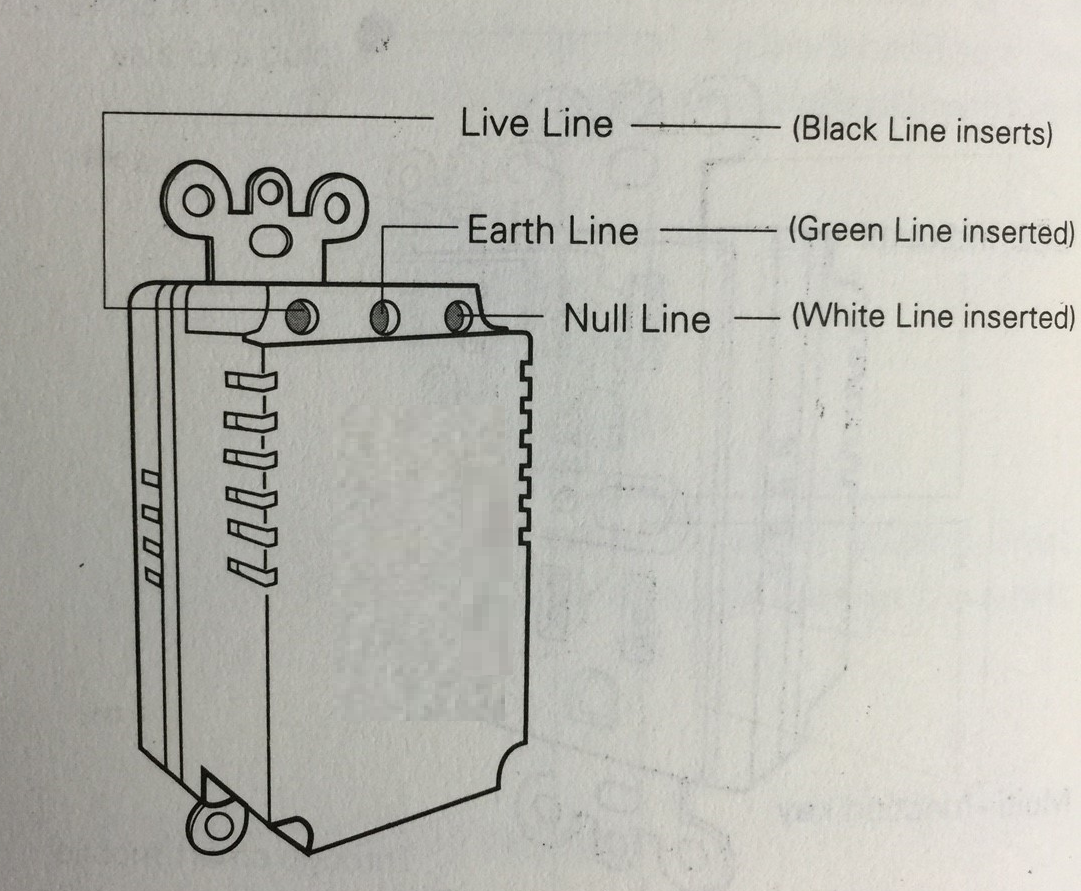 Live Line (Black Line inserts)
Earth Line (Green Line inserted)
Null Line (White Line inserted)